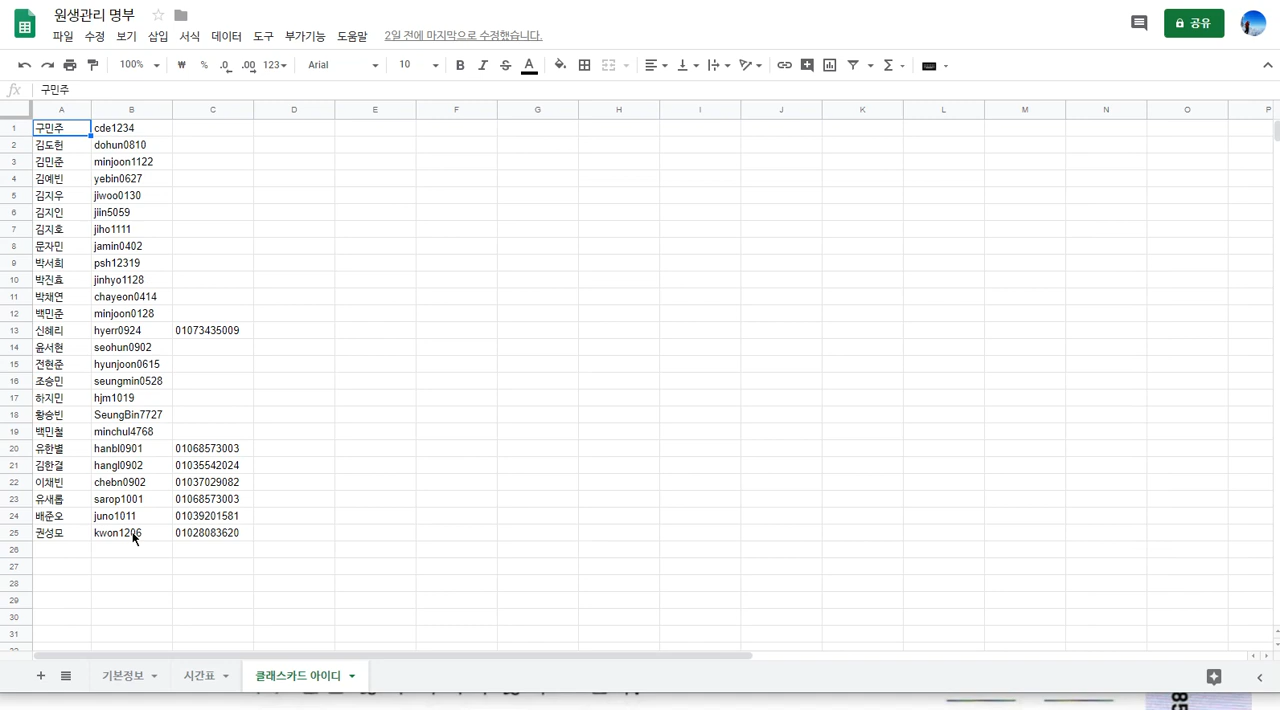 원생관리 명부
파일 수정 보기 삽입 서식 데이터 도구 부가기능 도움말 2일 전에 마지막으로 수정했습니다.
공유
100% ₩ % .0 .00 123 Arial 10 B I S A Σ
fx 구민주
A B C D E F G H I J K L M N O P
1 구민주 cde1234
2 김도헌 dohun0810
3 김민준 minjoon1122
4 김예빈 yebin0627
5 김지우 jiwoo0130
6 김지인 jiin5059
7 김지호 jiho1111
8 문자민 jamin0402
9 박서희 psh12319
10 박진효 jinhyo1128
11 박채연 chayeon0414
12 백민준 minjoon0128
13 신혜리 hyerr0924 01073435009
14 윤서현 seohun0902
15 전현준 hyunjoon0615
16 조승민 seungmin0528
17 하지민 hjm1019
18 황승빈 SeungBin7727
19 백민철 minchul4768
20 유한별 hanbl0901 01068573003
21 김한결 hangl0902 01035542024
22 이채빈 chebn0902 01037029082
23 유새롭 sarop1001 01068573003
24 배준오 juno1011 01039201581
25 권성모 kwon1206 01028083620
26
27
28
29
30
31
기본정보 시간표 클래스카드 아이디